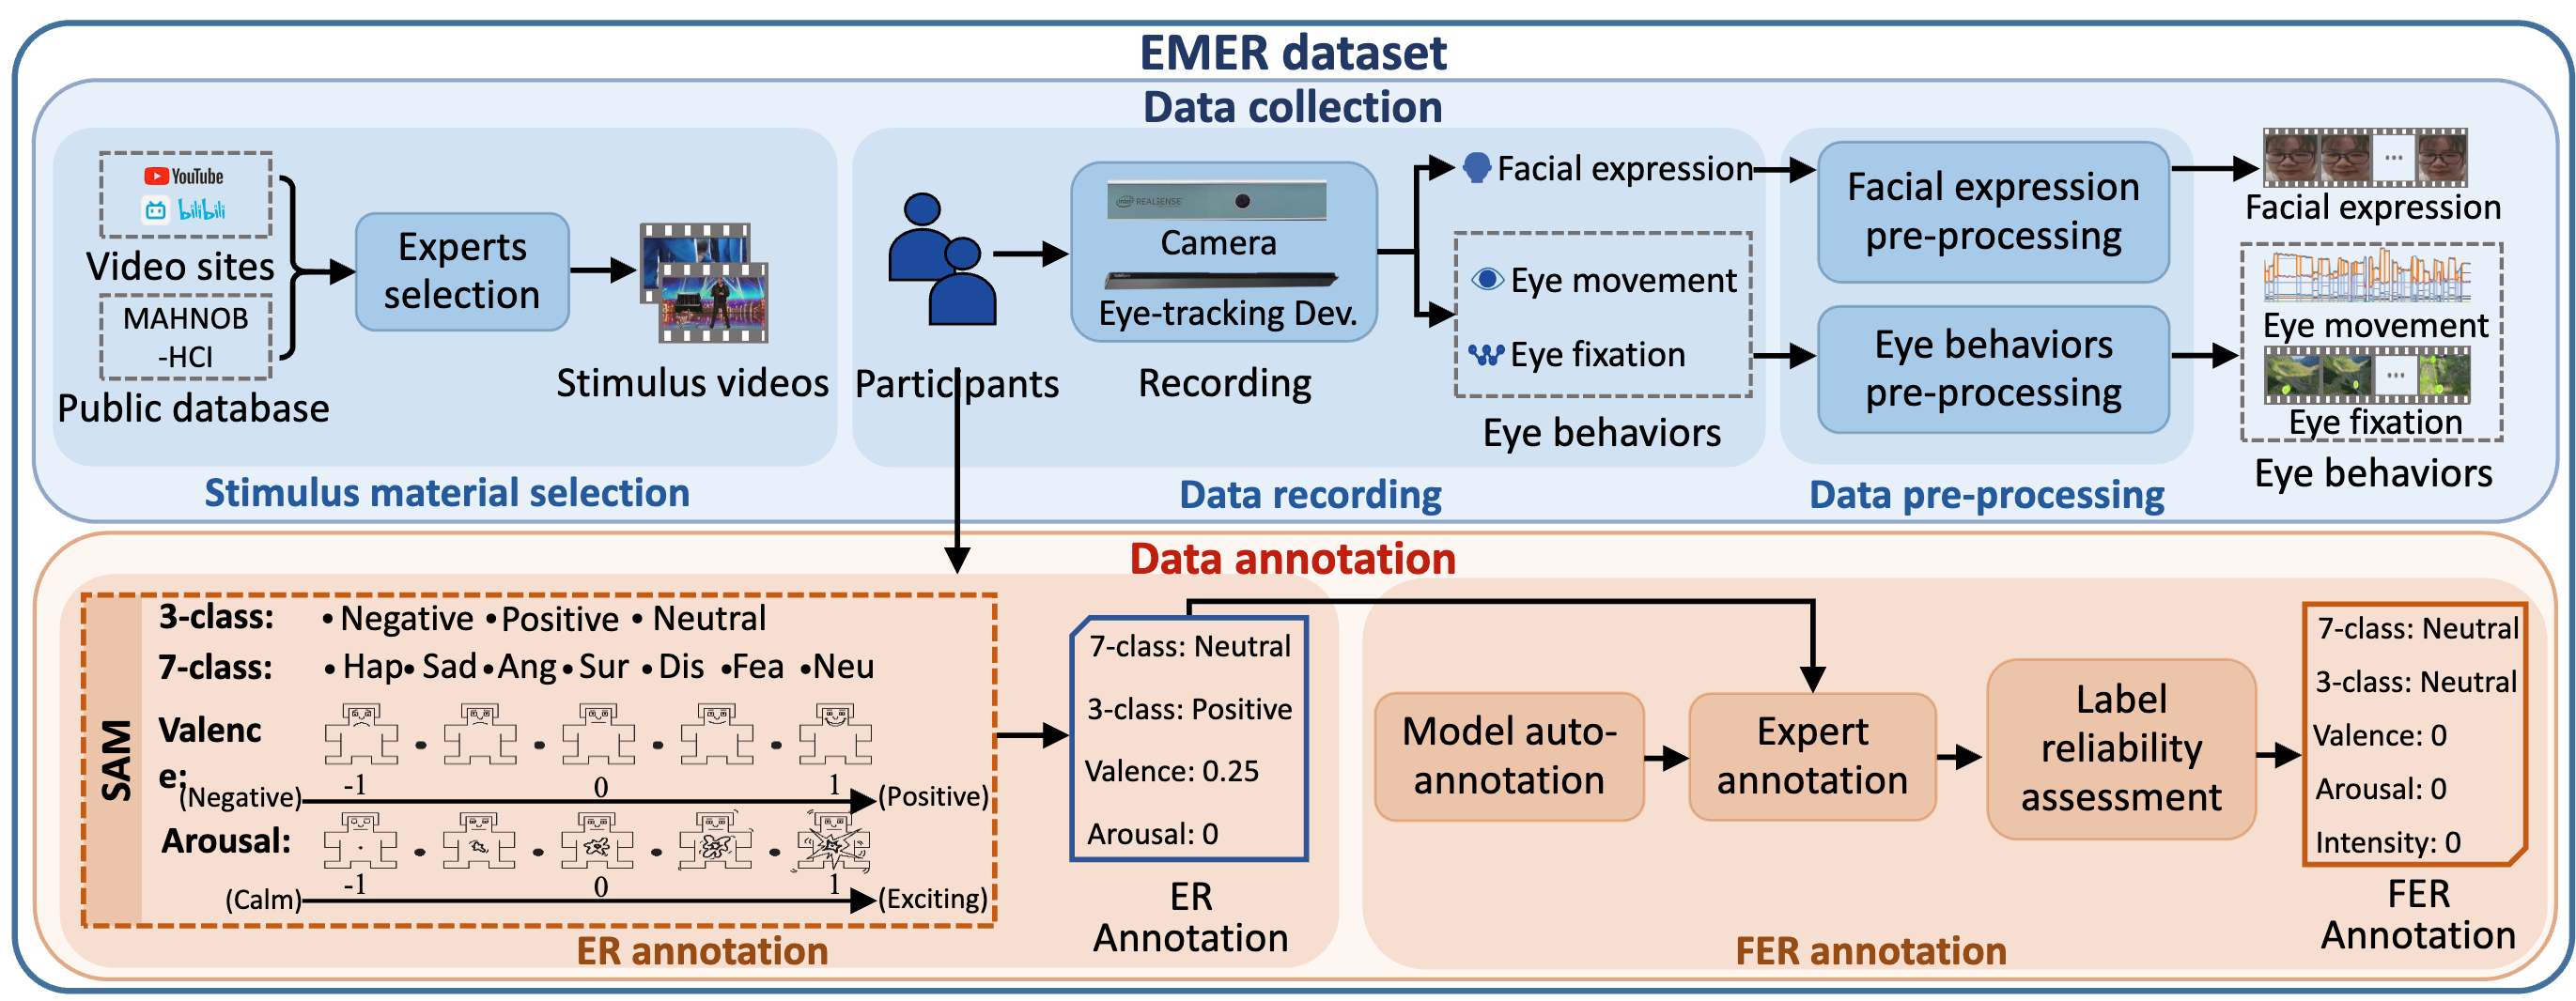 EMER dataset
Data collection
YouTube
bilibili
Video sites
MAHNOB
-HCI
Public database
Experts
selection
Stimulus videos
Stimulus material selection
Participants
intel REALSENSE
Camera
Eye-tracking Dev.
Recording
Facial expression
Eye movement
Eye fixation
Eye behaviors
Data recording
Facial expression
pre-processing
Eye behaviors
pre-processing
Data pre-processing
Facial expression
Eye movement
Eye fixation
Eye behaviors
Data annotation
SAM
3-class: • Negative • Positive • Neutral
7-class: • Hap • Sad • Ang • Sur • Dis • Fea • Neu
Valenc
e:
-1 0 1
(Negative) (Positive)
Arousal:
-1 0 1
(Calm) (Exciting)
ER annotation
7-class: Neutral
3-class: Positive
Valence: 0.25
Arousal: 0
ER
Annotation
Model auto-
annotation
Expert
annotation
Label
reliability
assessment
FER annotation
7-class: Neutral
3-class: Neutral
Valence: 0
Arousal: 0
Intensity: 0
FER
Annotation